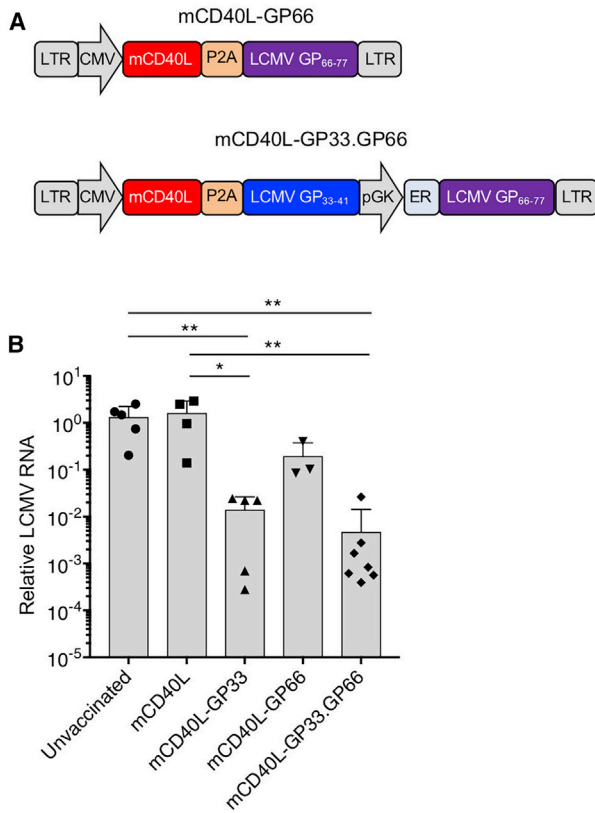 A
mCD40L-GP66
LTR CMV mCD40L P2A LCMV GP66-77 LTR
mCD40L-GP33.GP66
LTR CMV mCD40L P2A LCMV GP33-41 pGK ER LCMV GP66-77 LTR
B
**
**
**
*
Relative LCMV RNA
10¹
10⁰
10⁻¹
10⁻²
10⁻³
10⁻⁴
10⁻⁵
Unvaccinated
mCD40L
mCD40L-GP33
mCD40L-GP66
mCD40L-GP33.GP66